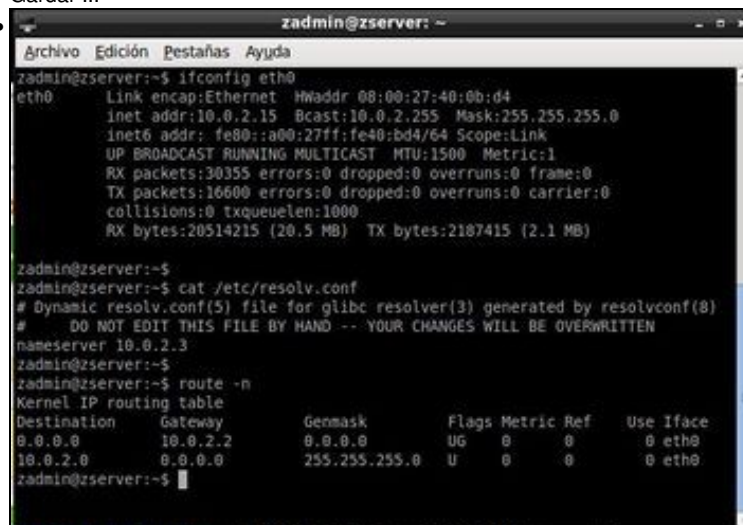 zadmin@zserver: ~
Archivo Edición Pestañas Ayuda
zadmin@zserver:~$ ifconfig eth0
eth0 Link encap:Ethernet HWaddr 08:00:27:40:0b:d4
inet addr:10.0.2.15 Bcast:10.0.2.255 Mask:255.255.255.0
inet6 addr: fe80::a00:27ff:fe40:bd4/64 Scope:Link
UP BROADCAST RUNNING MULTICAST MTU:1500 Metric:1
RX packets:30355 errors:0 dropped:0 overruns:0 frame:0
TX packets:16600 errors:0 dropped:0 overruns:0 carrier:0
collisions:0 txqueuelen:1000
RX bytes:20514215 (20.5 MB) TX bytes:2187415 (2.1 MB)
zadmin@zserver:~$
zadmin@zserver:~$ cat /etc/resolv.conf
# Dynamic resolv.conf(5) file for glibc resolver(3) generated by resolvconf(8)
# DO NOT EDIT THIS FILE BY HAND -- YOUR CHANGES WILL BE OVERWRITTEN
nameserver 10.0.2.3
zadmin@zserver:~$
zadmin@zserver:~$ route -n
Kernel IP routing table
Destination Gateway Genmask Flags Metric Ref Use Iface
0.0.0.0 10.0.2.2 0.0.0.0 UG 0 0 0 eth0
10.0.2.0 0.0.0.0 255.255.255.0 U 0 0 0 eth0
zadmin@zserver:~$